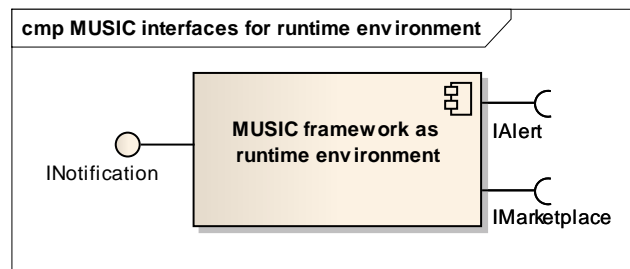 cmp MUSIC interfaces for runtime environment
MUSIC framework as
runtime environment
IAlert
INotification
IMarketplace